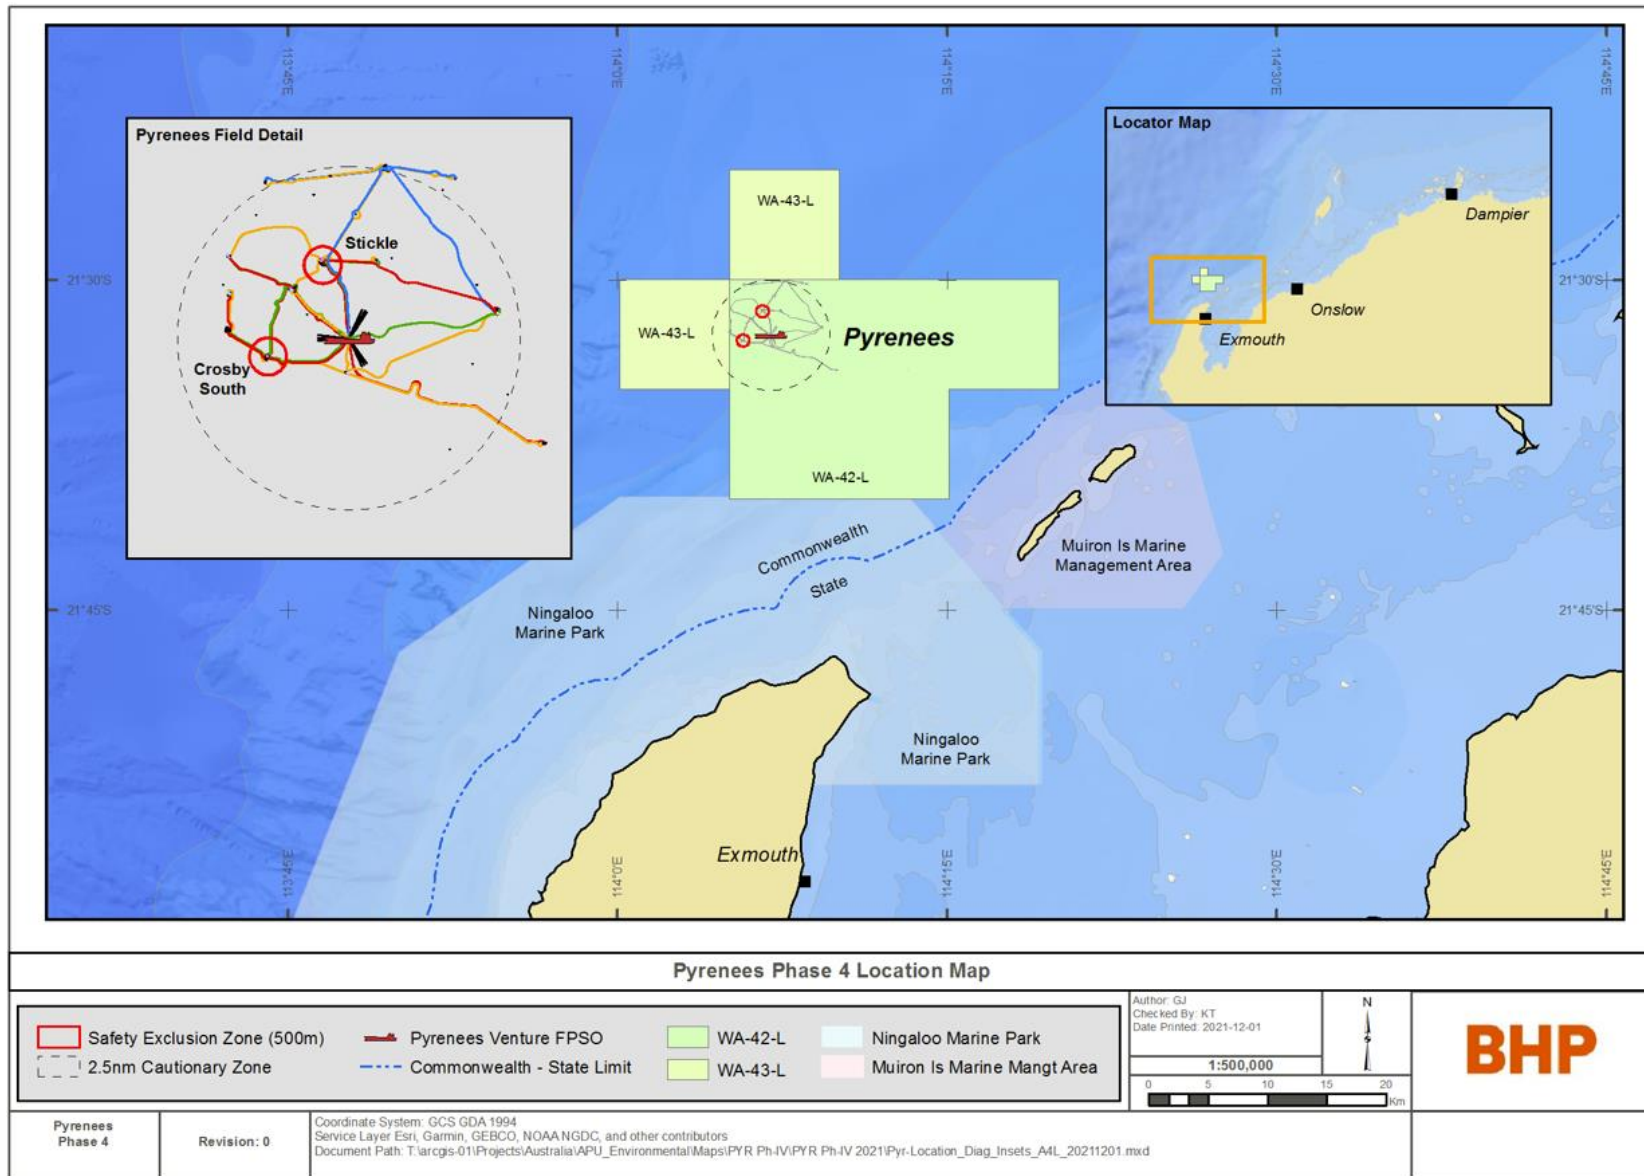 113°45'E
114°0'E
114°15'E
114°30'E
114°45'E
Pyrenees Field Detail
Stickle
Crosby
South
Locator Map
Dampier
Onslow
Exmouth
21°30'S
21°30'S
WA-43-L
WA-43-L
Pyrenees
WA-42-L
Commonwealth
State
Muiron Is Marine
Management Area
Ningaloo
Marine Park
21°45'S
21°45'S
Ningaloo
Marine Park
Exmouth
113°45'E
114°0'E
114°15'E
114°30'E
114°45'E
Pyrenees Phase 4 Location Map
Safety Exclusion Zone (500m)
2.5nm Cautionary Zone
Pyrenees Venture FPSO
Commonwealth - State Limit
WA-42-L
WA-43-L
Ningaloo Marine Park
Muiron Is Marine Mangt Area
Author: GJ
Checked By: KT
Date Printed: 2021-12-01
1:500,000
0 5 10 15 20
Km
N
BHP
Pyrenees
Phase 4
Revision: 0
Coordinate System: GCS GDA 1994
Service Layer Esri, Garmin, GEBCO, NOAA NGDC, and other contributors
Document Path: T:\arcgis-01\Projects\Australia\APU_Environmental\Maps\PYR Ph-IV\PYR Ph-IV 2021\Pyr-Location_Diag_Insets_A4L_20211201.mxd